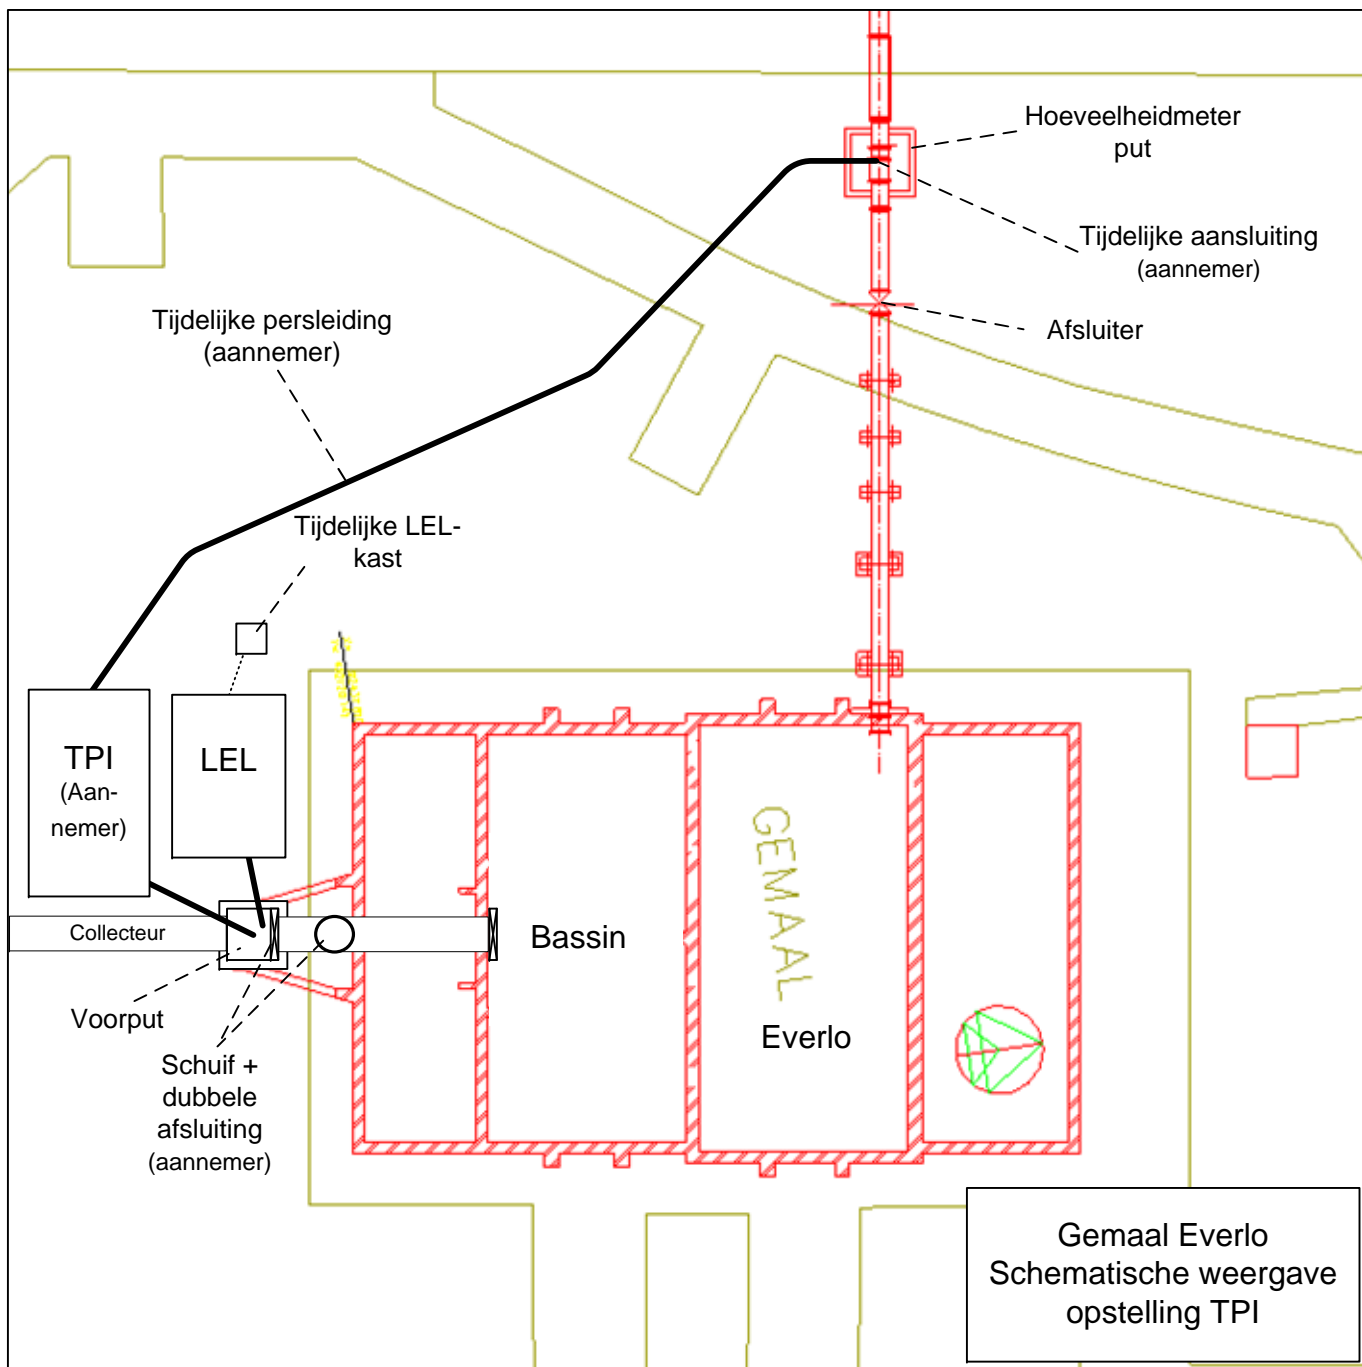 Hoeveelheidmeter
put
Tijdelijke aansluiting
(aannemer)
Afsluiter
Tijdelijke persleiding
(aannemer)
Tijdelijke LEL-
kast
TPI
(Aan-
nemer)
LEL
Collecteur
Bassin
GEMAAL
Everlo
Voorput
Schuif +
dubbele
afsluiting
(aannemer)
Gemaal Everlo
Schematische weergave
opstelling TPI